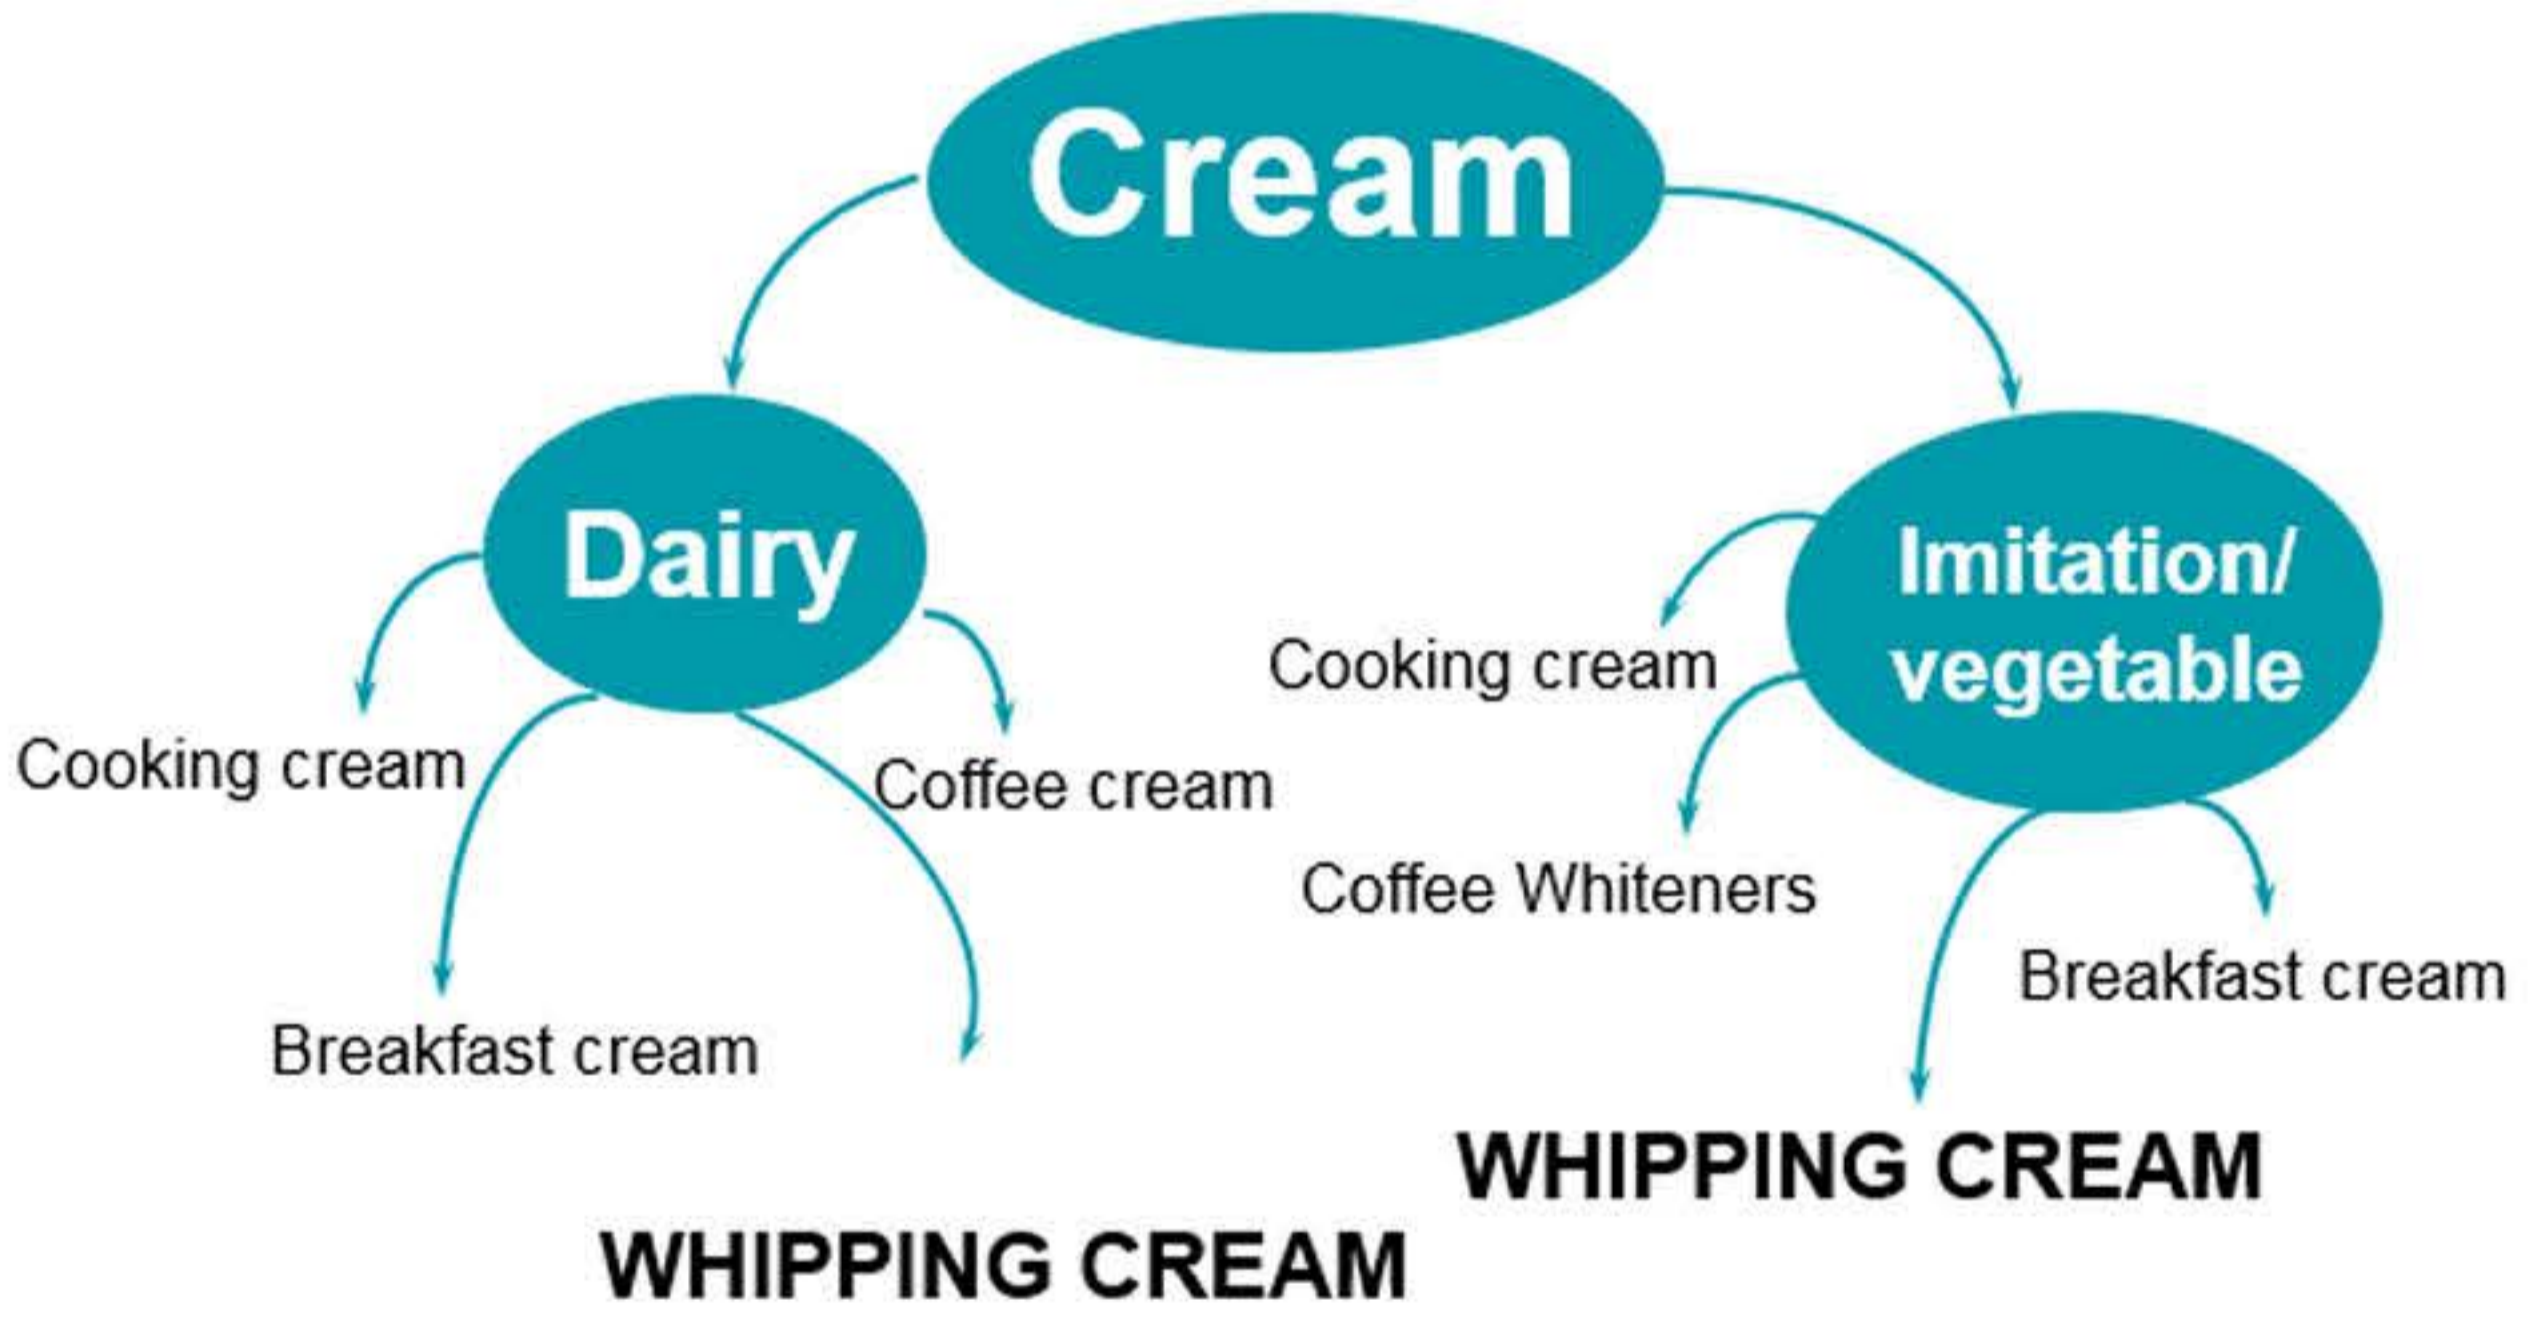 Cream
Dairy
Imitation/
vegetable
Cooking cream
Cooking cream
Coffee cream
Coffee Whiteners
Breakfast cream
Breakfast cream
WHIPPING CREAM
WHIPPING CREAM